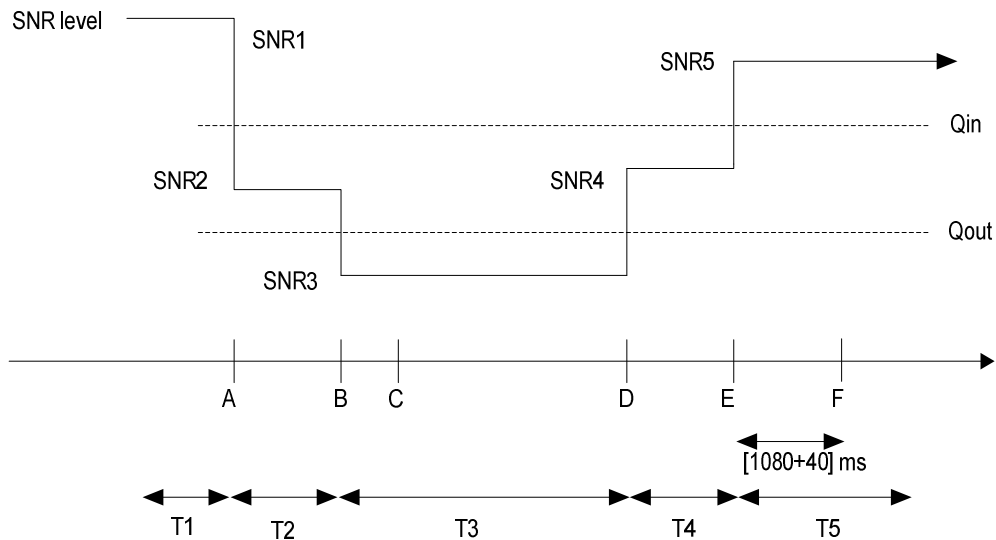 SNR level
SNR1
SNR5
Qin
SNR2
SNR4
Qout
SNR3
A
B
C
D
E
F
[1080+40] ms
T1
T2
T3
T4
T5